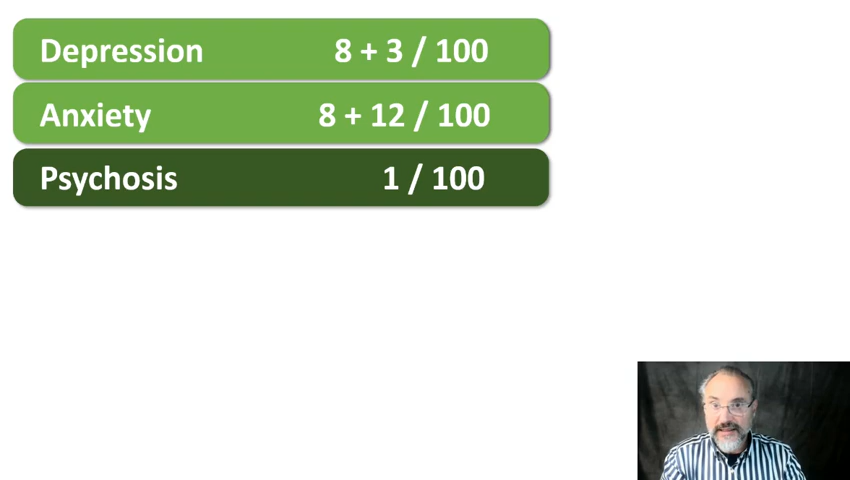 Depression 8 + 3 / 100
Anxiety 8 + 12 / 100
Psychosis 1 / 100